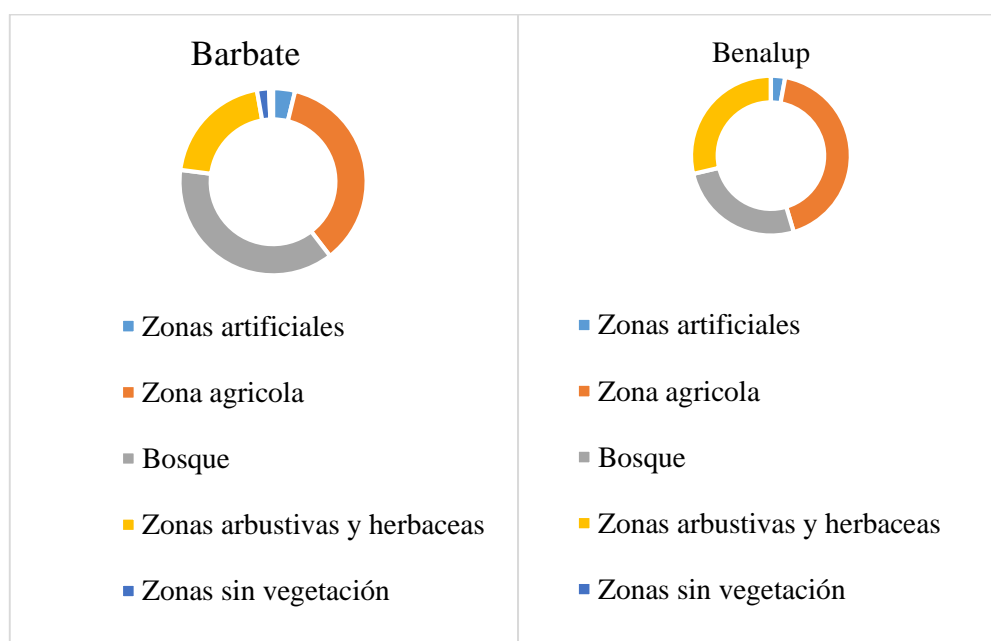 Barbate
Zonas artificiales
Zona agricola
Bosque
Zonas arbustivas y herbaceas
Zonas sin vegetación
Benalup
Zonas artificiales
Zona agricola
Bosque
Zonas arbustivas y herbaceas
Zonas sin vegetación